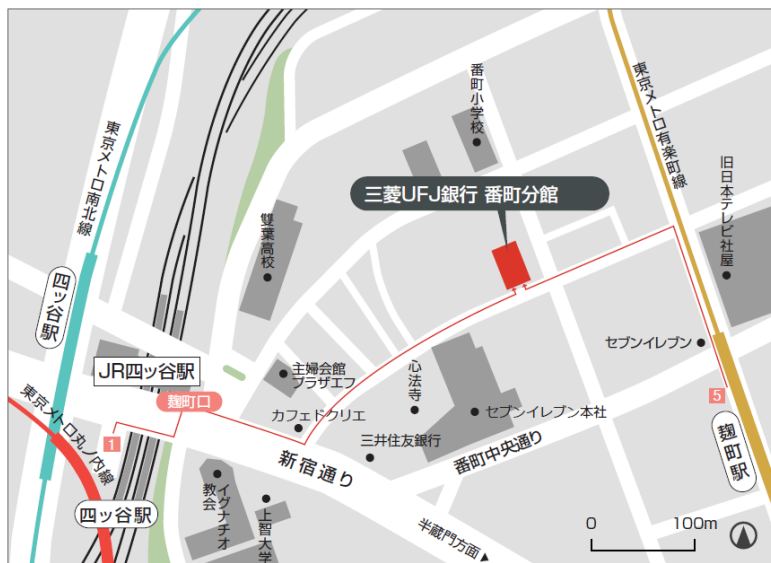 番町小学校
東京メトロ有楽町線
東京メトロ南北線
三菱UFJ銀行 番町分館
旧日本テレビ社屋
雙葉高校
四ッ谷駅
セブンイレブン
JR四ッ谷駅
主婦会館
プラザエフ
心法寺
東京メトロ丸ノ内線
麹町口
カフェドクリエ
セブンイレブン本社
5
1
三井住友銀行
番町中央通り
麹町駅
新宿通り
イグナチオ
教会
上智大学
四ッ谷駅
半蔵門方面▶
0 100m